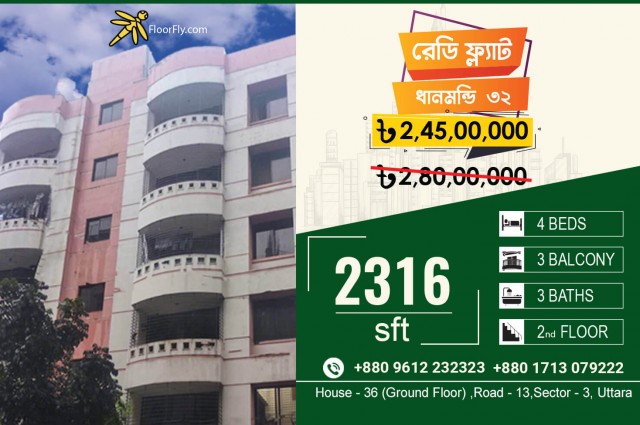 FloorFly.com
রেডি ফ্ল্যাট
ধানমন্ডি ৩২
৳ 2,45,00,000
৳ 2,80,00,000
2316
sft
4 BEDS
3 BALCONY
3 BATHS
2nd FLOOR
+880 9612 232323 +880 1713 079222
House - 36 (Ground Floor) ,Road - 13,Sector - 3, Uttara